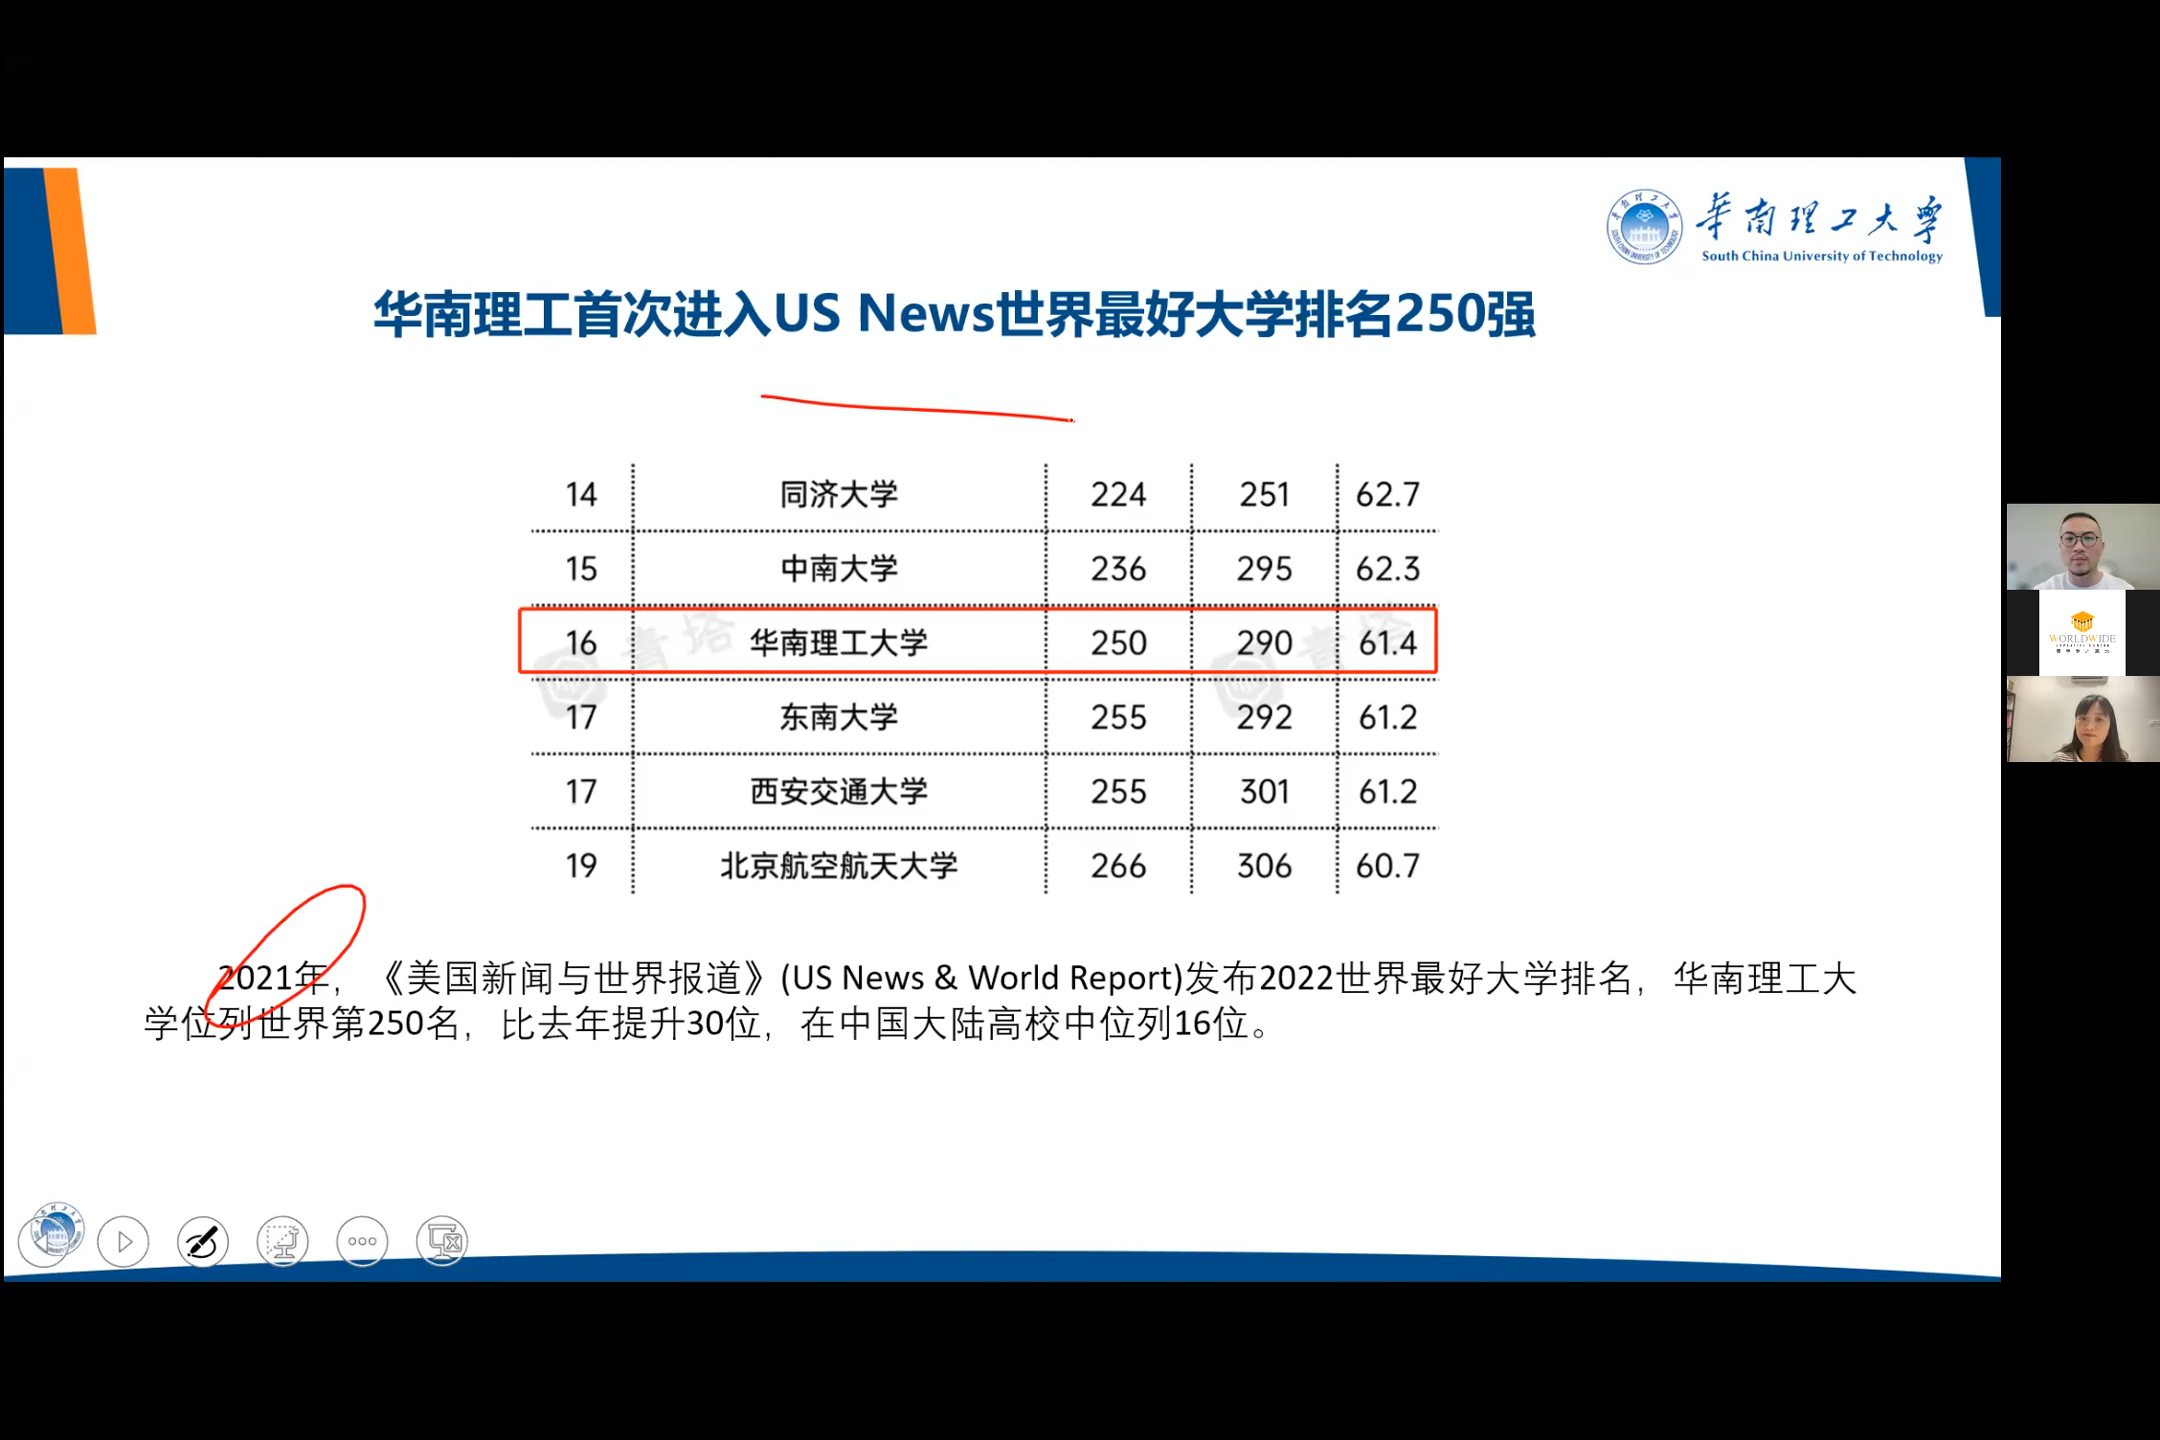 華南理工大學
South China University of Technology
华南理工首次进入US News世界最好大学排名250强
14 同济大学 224 251 62.7
15 中南大学 236 295 62.3
16 华南理工大学 250 290 61.4
青塔 青塔
17 东南大学 255 292 61.2
17 西安交通大学 255 301 61.2
19 北京航空航天大学 266 306 60.7
2021年，《美国新闻与世界报道》(US News & World Report)发布2022世界最好大学排名，华南理工大
学位列世界第250名，比去年提升30位，在中国大陆高校中位列16位。
WORLDWIDE